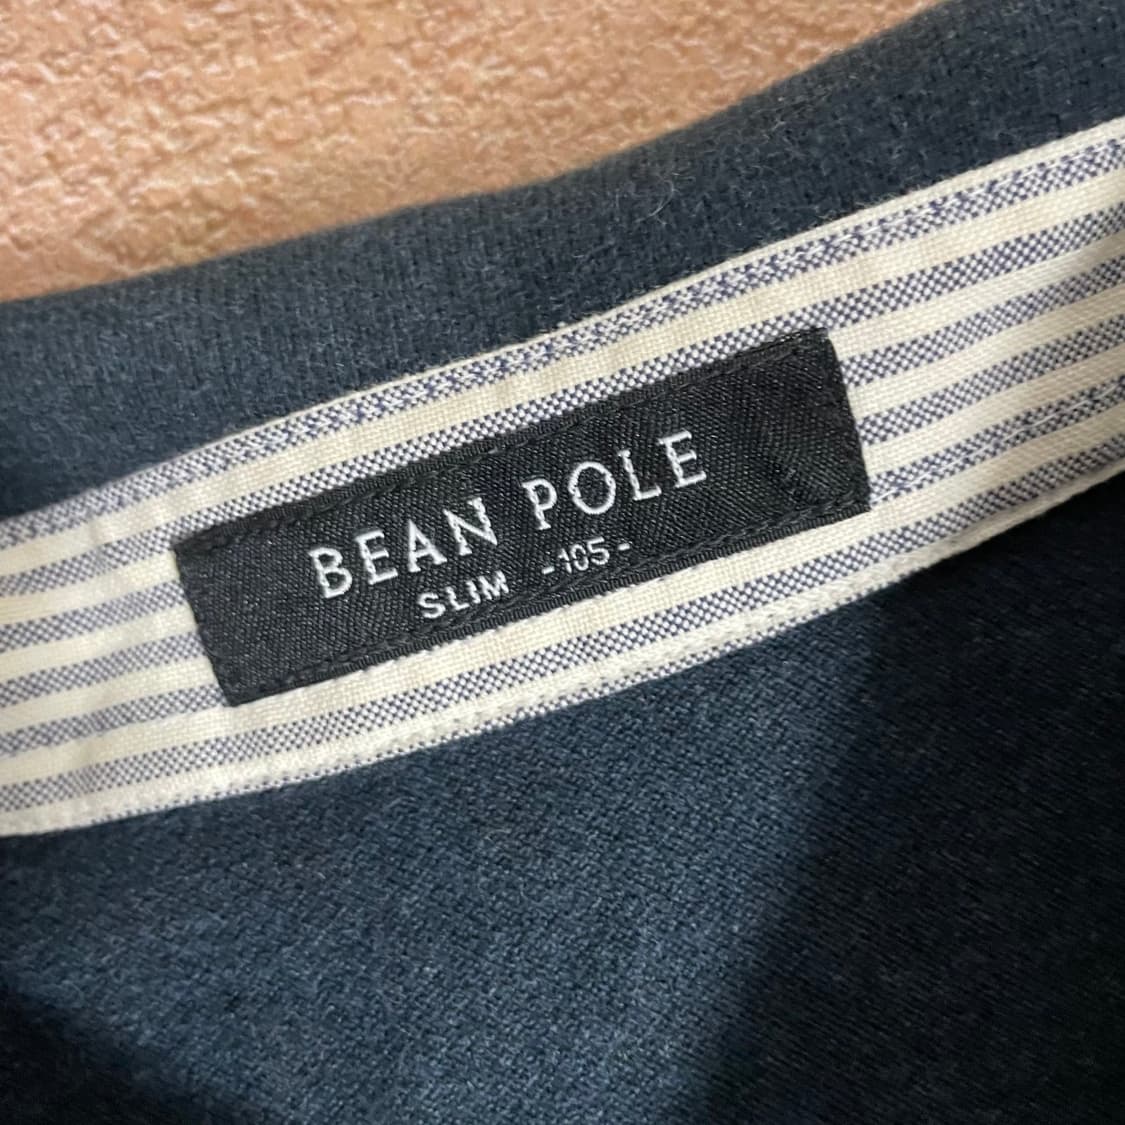 BEAN POLE
SLIM -105-